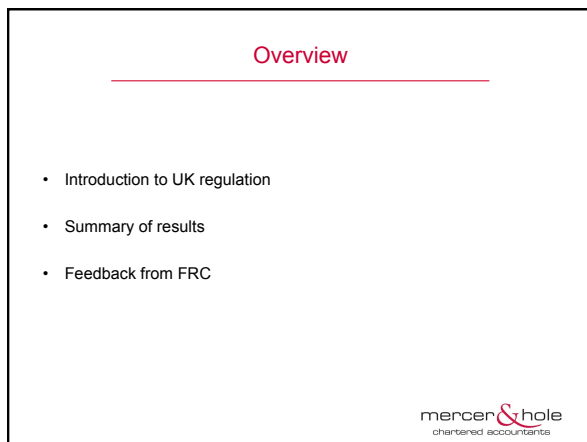 Overview
• Introduction to UK regulation
• Summary of results
• Feedback from FRC
mercer&hole
chartered accountants